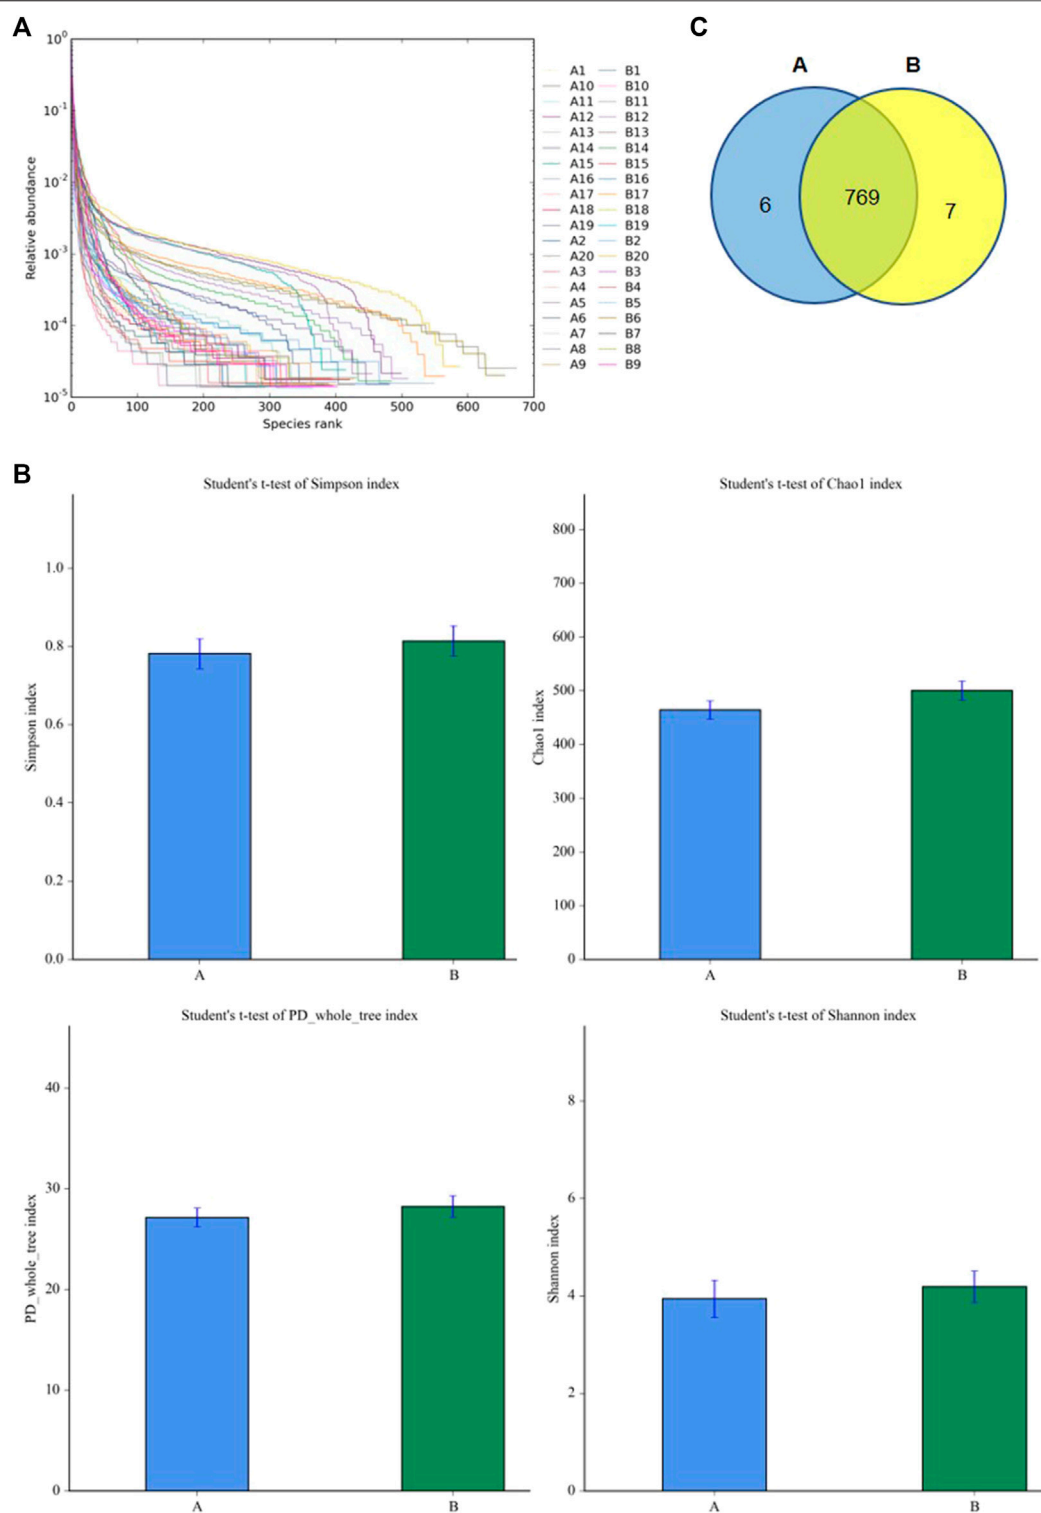 A
10^0
10^-1
10^-2
10^-3
10^-4
10^-5
Relative abundance
0 100 200 300 400 500 600 700
Species rank
A1 B1
A10 B10
A11 B11
A12 B12
A13 B13
A14 B14
A15 B15
A16 B16
A17 B17
A18 B18
A19 B19
A2 B2
A20 B20
A3 B3
A4 B4
A5 B5
A6 B6
A7 B7
A8 B8
A9 B9
C
A B
6 769 7
B
Student's t-test of Simpson index
1.0
0.8
0.6
0.4
0.2
0.0
Simpson index
A B
Student's t-test of Chao1 index
800
700
600
500
400
300
200
100
0
Chao1 index
A B
Student's t-test of PD_whole_tree index
40
30
20
10
0
PD_whole_tree index
A B
Student's t-test of Shannon index
8
6
4
2
0
Shannon index
A B